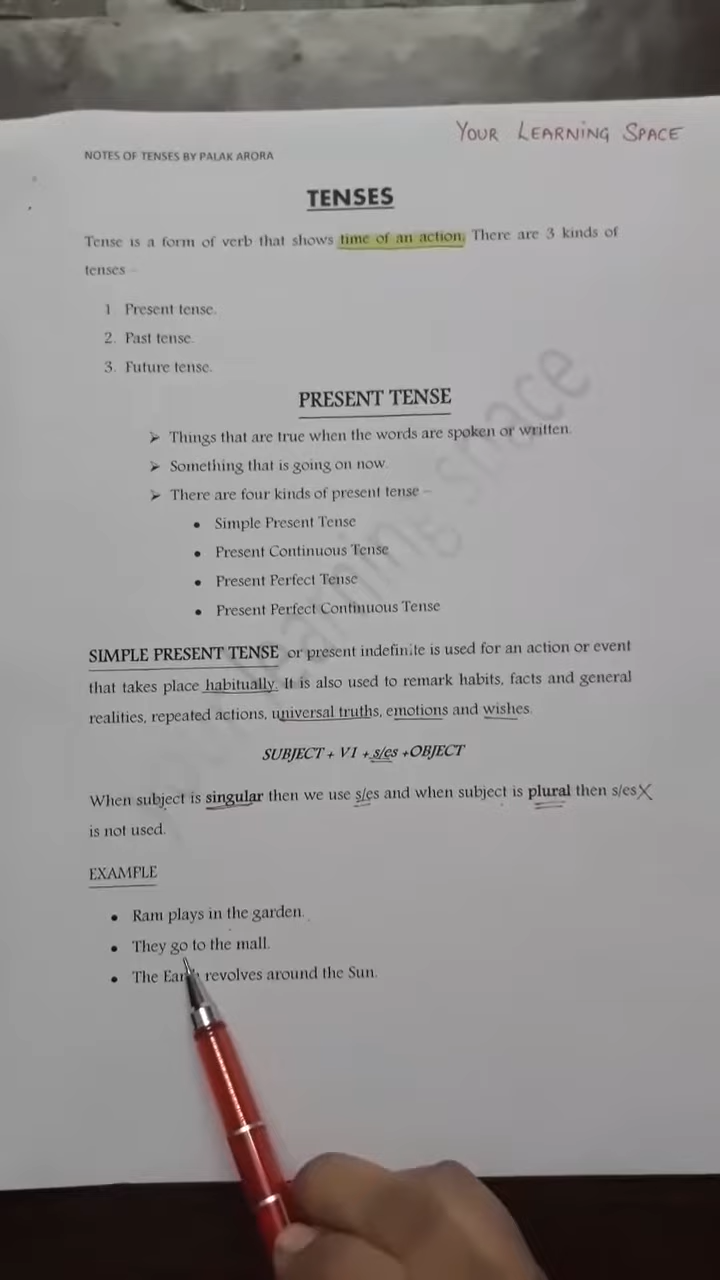 YOUR LEARNING SPACE
NOTES OF TENSES BY PALAK ARORA
TENSES
Tense is a form of verb that shows time of an action. There are 3 kinds of
tenses –
1. Present tense.
2. Past tense.
3. Future tense.
PRESENT TENSE
➤ Things that are true when the words are spoken or written.
➤ Something that is going on now.
➤ There are four kinds of present tense –
• Simple Present Tense
• Present Continuous Tense
• Present Perfect Tense
• Present Perfect Continuous Tense
SIMPLE PRESENT TENSE or present indefinite is used for an action or event
that takes place habitually. It is also used to remark habits, facts and general
realities, repeated actions, universal truths, emotions and wishes.
SUBJECT + V1 + s/es +OBJECT
When subject is singular then we use s/es and when subject is plural then s/es X
is not used.
EXAMPLE
• Ram plays in the garden.
• They go to the mall.
• The Earth revolves around the Sun.
your learning space